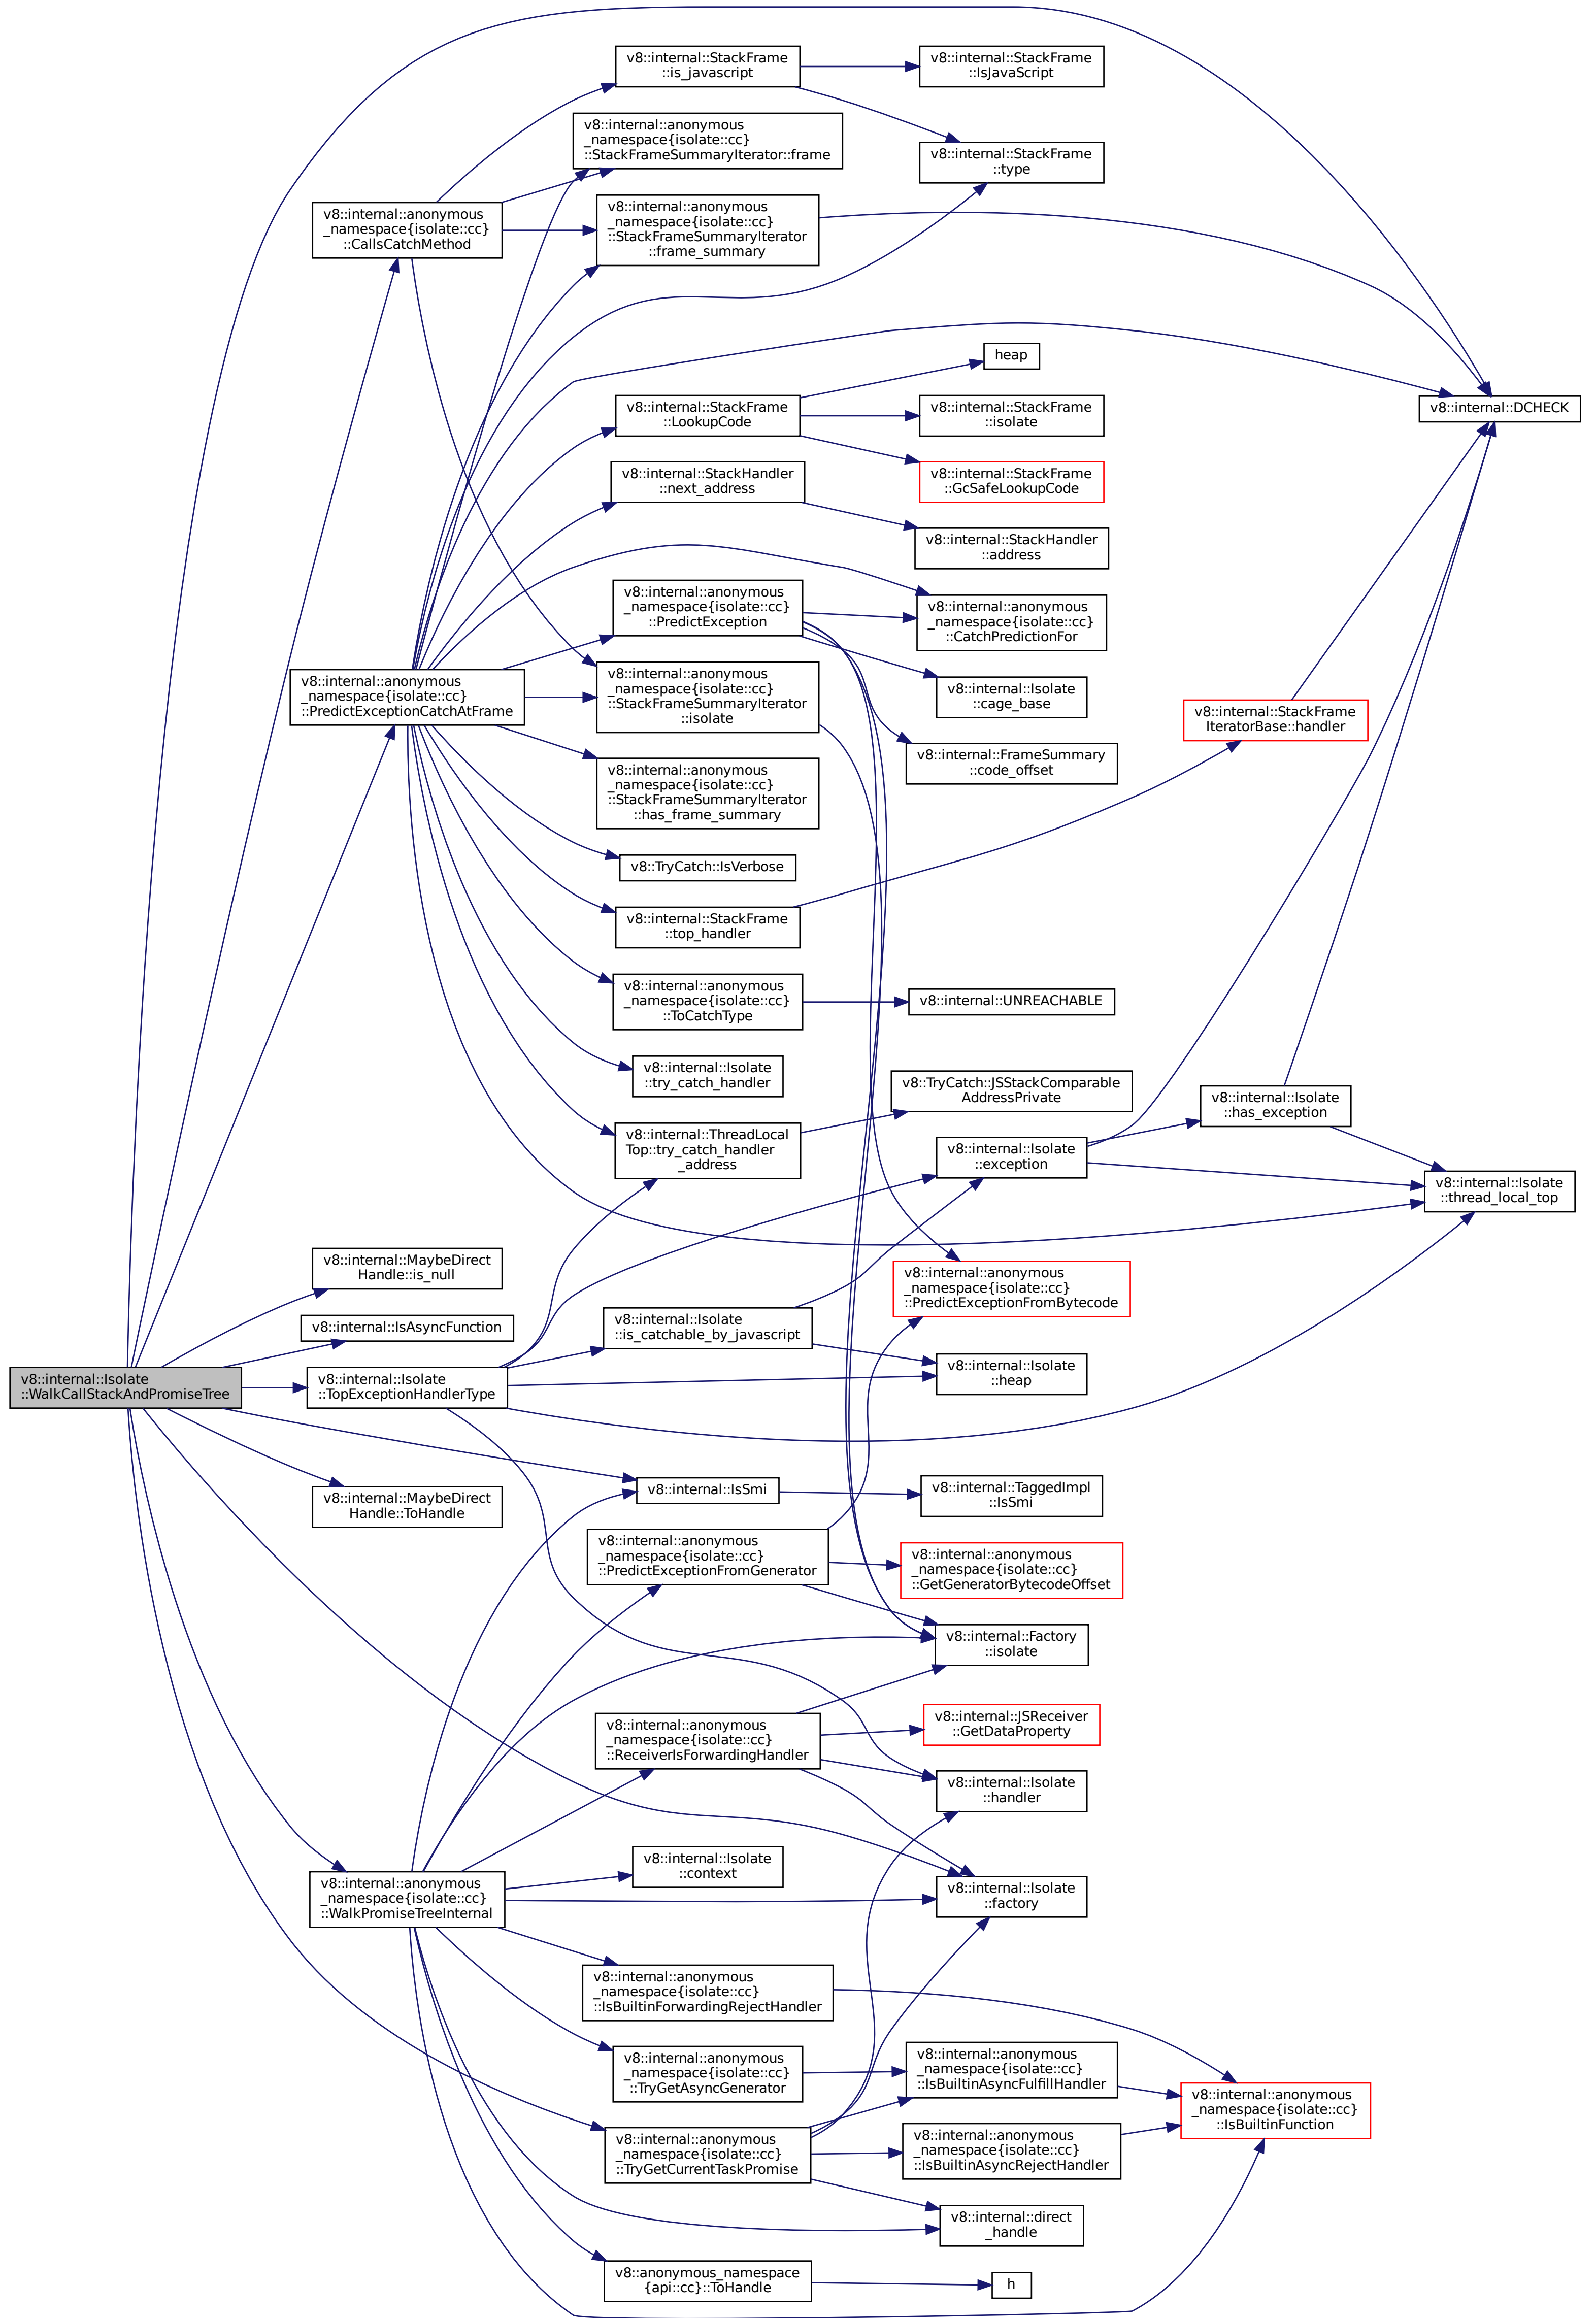 v8::internal::Isolate
::WalkCallStackAndPromiseTree
v8::internal::anonymous
_namespace{isolate::cc}
::CallsCatchMethod
v8::internal::anonymous
_namespace{isolate::cc}
::PredictExceptionCatchAtFrame
v8::internal::MaybeDirect
Handle::is_null
v8::internal::IsAsyncFunction
v8::internal::Isolate
::TopExceptionHandlerType
v8::internal::MaybeDirect
Handle::ToHandle
v8::internal::anonymous
_namespace{isolate::cc}
::WalkPromiseTreeInternal
v8::internal::StackFrame
::is_javascript
v8::internal::anonymous
_namespace{isolate::cc}
::StackFrameSummaryIterator::frame
v8::internal::anonymous
_namespace{isolate::cc}
::StackFrameSummaryIterator
::frame_summary
v8::internal::StackFrame
::LookupCode
v8::internal::StackHandler
::next_address
v8::internal::anonymous
_namespace{isolate::cc}
::PredictException
v8::internal::anonymous
_namespace{isolate::cc}
::StackFrameSummaryIterator
::isolate
v8::internal::anonymous
_namespace{isolate::cc}
::StackFrameSummaryIterator
::has_frame_summary
v8::TryCatch::IsVerbose
v8::internal::StackFrame
::top_handler
v8::internal::anonymous
_namespace{isolate::cc}
::ToCatchType
v8::internal::Isolate
::try_catch_handler
v8::internal::ThreadLocal
Top::try_catch_handler
_address
v8::internal::Isolate
::is_catchable_by_javascript
v8::internal::IsSmi
v8::internal::anonymous
_namespace{isolate::cc}
::PredictExceptionFromGenerator
v8::internal::anonymous
_namespace{isolate::cc}
::ReceiverIsForwardingHandler
v8::internal::Isolate
::context
v8::internal::anonymous
_namespace{isolate::cc}
::IsBuiltinForwardingRejectHandler
v8::internal::anonymous
_namespace{isolate::cc}
::TryGetAsyncGenerator
v8::internal::anonymous
_namespace{isolate::cc}
::TryGetCurrentTaskPromise
v8::anonymous_namespace
{api::cc}::ToHandle
v8::internal::StackFrame
::IsJavaScript
v8::internal::StackFrame
::type
heap
v8::internal::StackFrame
::isolate
v8::internal::StackFrame
::GcSafeLookupCode
v8::internal::StackHandler
::address
v8::internal::anonymous
_namespace{isolate::cc}
::CatchPredictionFor
v8::internal::Isolate
::cage_base
v8::internal::FrameSummary
::code_offset
v8::internal::UNREACHABLE
v8::TryCatch::JSStackComparable
AddressPrivate
v8::internal::Isolate
::exception
v8::internal::anonymous
_namespace{isolate::cc}
::PredictExceptionFromBytecode
v8::internal::Isolate
::heap
v8::internal::TaggedImpl
::IsSmi
v8::internal::anonymous
_namespace{isolate::cc}
::GetGeneratorBytecodeOffset
v8::internal::Factory
::isolate
v8::internal::JSReceiver
::GetDataProperty
v8::internal::Isolate
::handler
v8::internal::Isolate
::factory
v8::internal::anonymous
_namespace{isolate::cc}
::IsBuiltinAsyncFulfillHandler
v8::internal::anonymous
_namespace{isolate::cc}
::IsBuiltinAsyncRejectHandler
v8::internal::direct
_handle
h
v8::internal::StackFrame
IteratorBase::handler
v8::internal::Isolate
::has_exception
v8::internal::anonymous
_namespace{isolate::cc}
::IsBuiltinFunction
v8::internal::DCHECK
v8::internal::Isolate
::thread_local_top